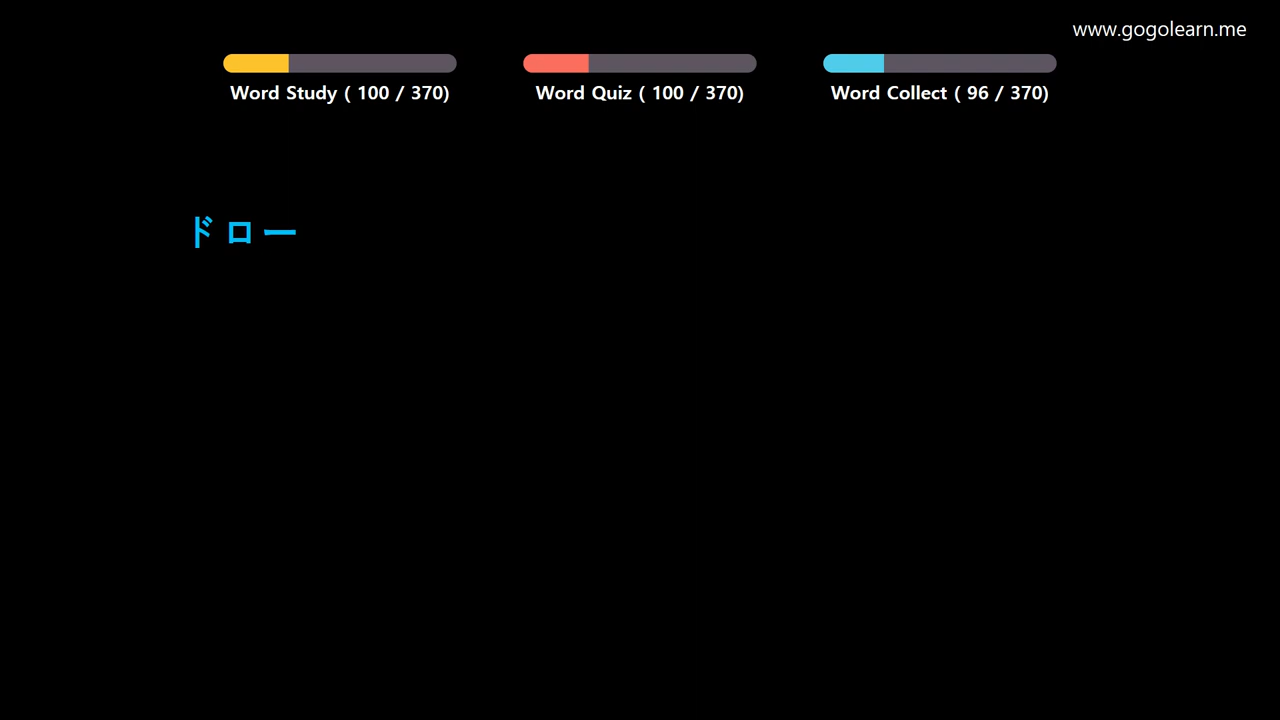 www.gogolearn.me
Word Study ( 100 / 370)
Word Quiz ( 100 / 370)
Word Collect ( 96 / 370)
ドロー